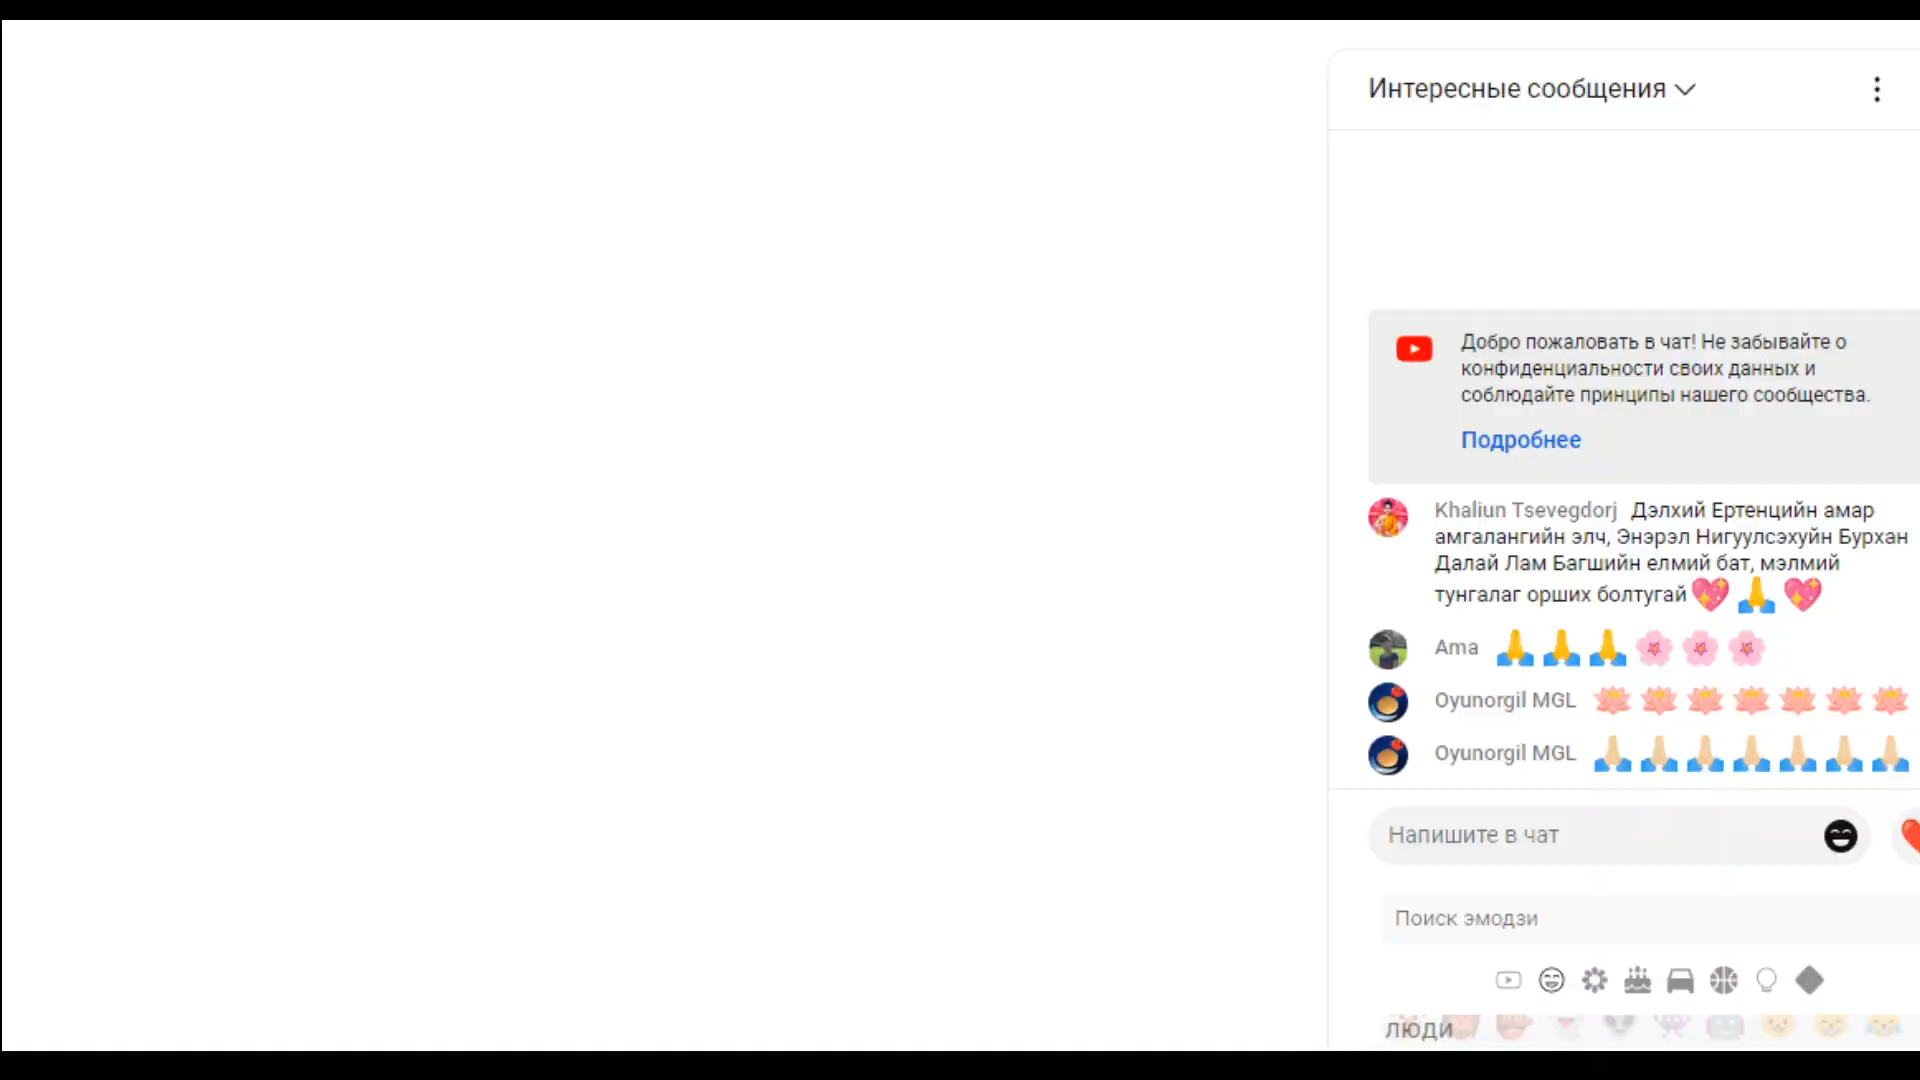 Интересные сообщения
Добро пожаловать в чат! Не забывайте о
конфиденциальности своих данных и
соблюдайте принципы нашего сообщества.
Подробнее
Khaliun Tsevegdorj Дэлхий Ертенцийн амар
амгалангийн элч, Энэрэл Нигуулсэхуйн Бурхан
Далай Лам Багшийн елмий бат, мэлмий
тунгалаг орших болтугай💖🙏💖
Ama 🙏🙏🙏🌸🌸🌸
Oyunorgil MGL 🪷🪷🪷🪷🪷🪷🪷
Oyunorgil MGL 🙏🏼🙏🏼🙏🏼🙏🏼🙏🏼🙏🏼🙏🏼
Напишите в чат
Поиск эмодзи
ЛЮДИ